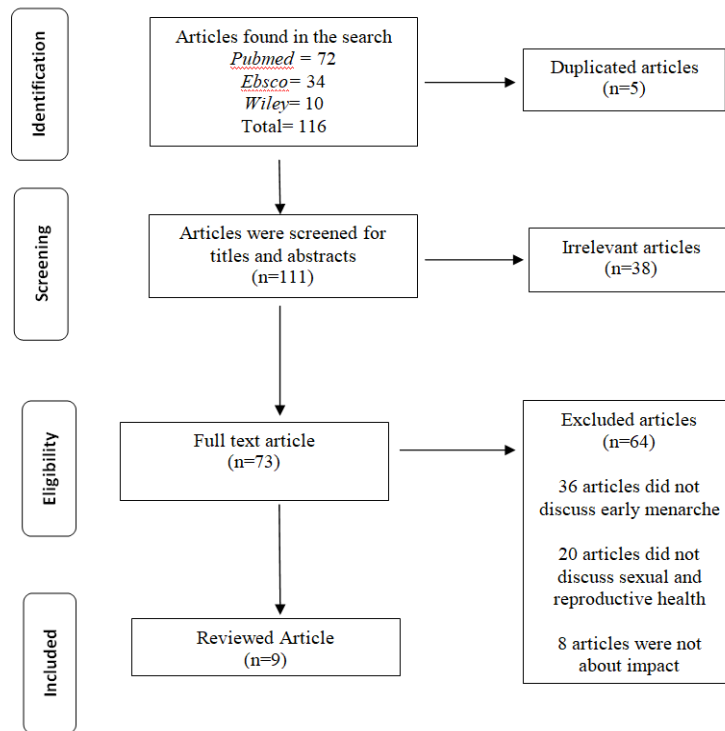 Identification
Articles found in the search
Pubmed = 72
Ebsco= 34
Wiley= 10
Total= 116
Duplicated articles
(n=5)
Screening
Articles were screened for
titles and abstracts
(n=111)
Irrelevant articles
(n=38)
Eligibility
Full text article
(n=73)
Excluded articles
(n=64)
36 articles did not
discuss early menarche
20 articles did not
discuss sexual and
reproductive health
8 articles were not
about impact
Included
Reviewed Article
(n=9)